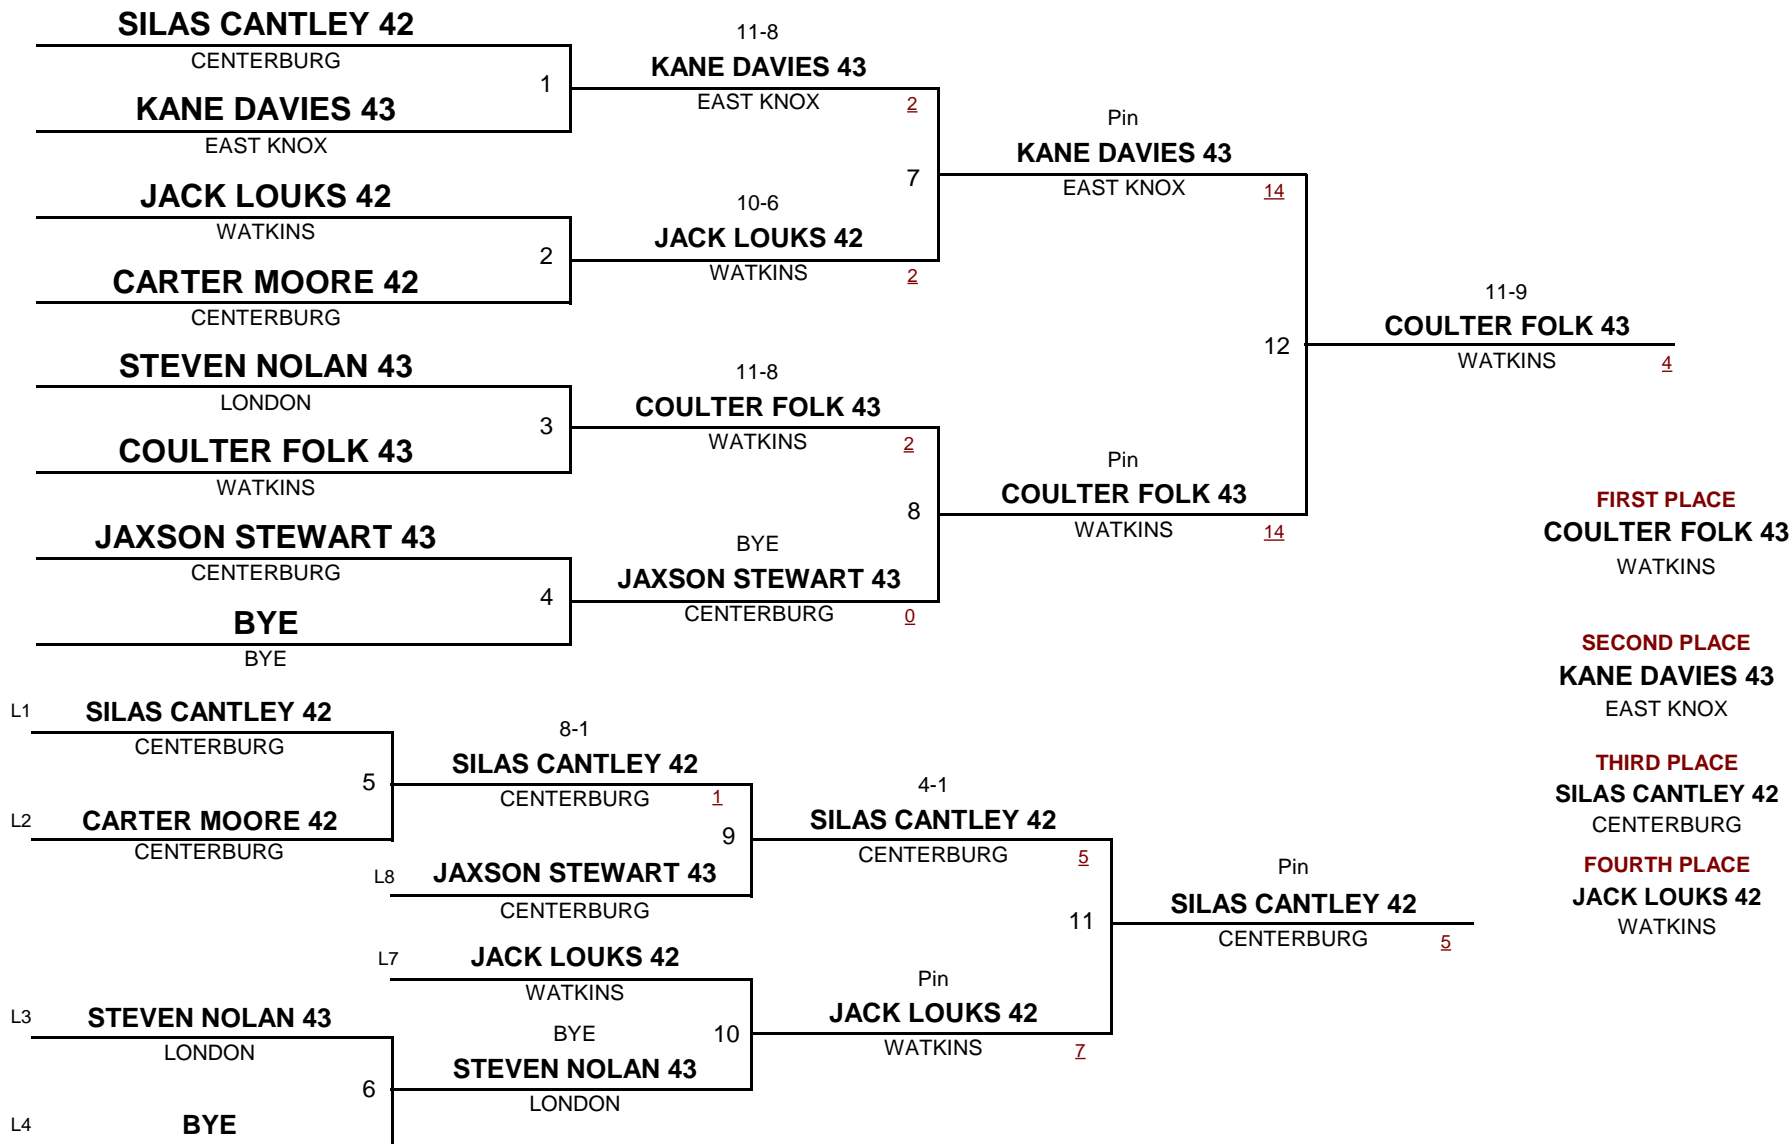 SILAS CANTLEY 42
CENTERBURG
1
KANE DAVIES 43
EAST KNOX
11-8
KANE DAVIES 43
EAST KNOX
2
JACK LOUKS 42
WATKINS
2
CARTER MOORE 42
CENTERBURG
10-6
JACK LOUKS 42
WATKINS
2
7
Pin
KANE DAVIES 43
EAST KNOX
14
STEVEN NOLAN 43
LONDON
3
COULTER FOLK 43
WATKINS
11-8
COULTER FOLK 43
WATKINS
2
JAXSON STEWART 43
CENTERBURG
4
BYE
BYE
BYE
JAXSON STEWART 43
CENTERBURG
0
8
Pin
COULTER FOLK 43
WATKINS
14
12
11-9
COULTER FOLK 43
WATKINS
4
FIRST PLACE
COULTER FOLK 43
WATKINS
SECOND PLACE
KANE DAVIES 43
EAST KNOX
THIRD PLACE
SILAS CANTLEY 42
CENTERBURG
FOURTH PLACE
JACK LOUKS 42
WATKINS
L1
SILAS CANTLEY 42
CENTERBURG
5
L2
CARTER MOORE 42
CENTERBURG
8-1
SILAS CANTLEY 42
CENTERBURG
1
9
L8
JAXSON STEWART 43
CENTERBURG
4-1
SILAS CANTLEY 42
CENTERBURG
5
L7
JACK LOUKS 42
WATKINS
10
L3
STEVEN NOLAN 43
LONDON
6
L4
BYE
BYE
STEVEN NOLAN 43
LONDON
Pin
JACK LOUKS 42
WATKINS
7
11
Pin
SILAS CANTLEY 42
CENTERBURG
5